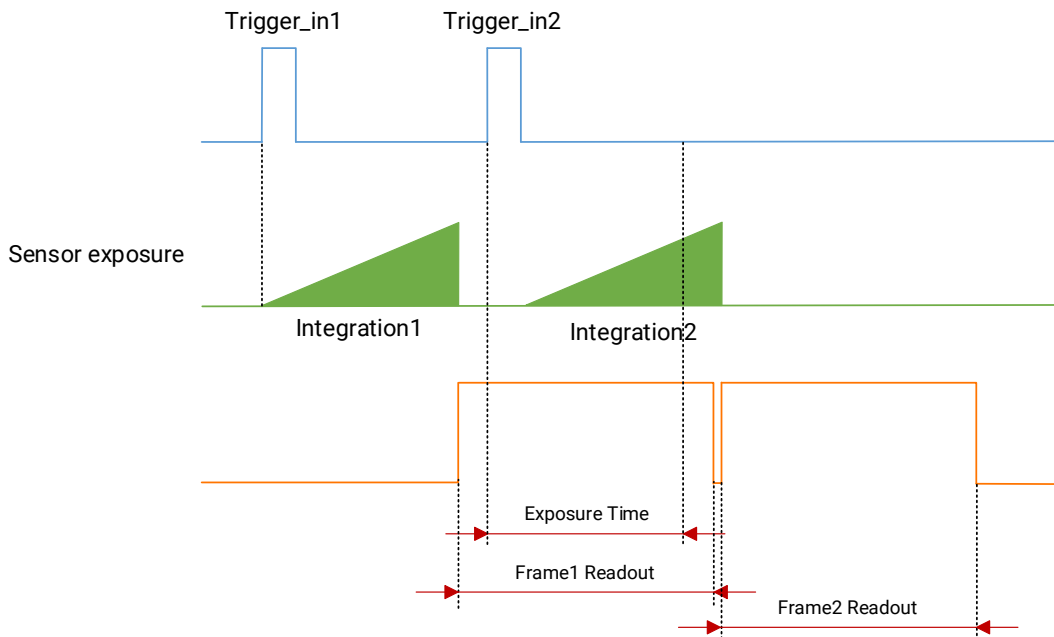 Trigger_in1
Trigger_in2
Sensor exposure
Integration1
Integration2
Exposure Time
Frame1 Readout
Frame2 Readout